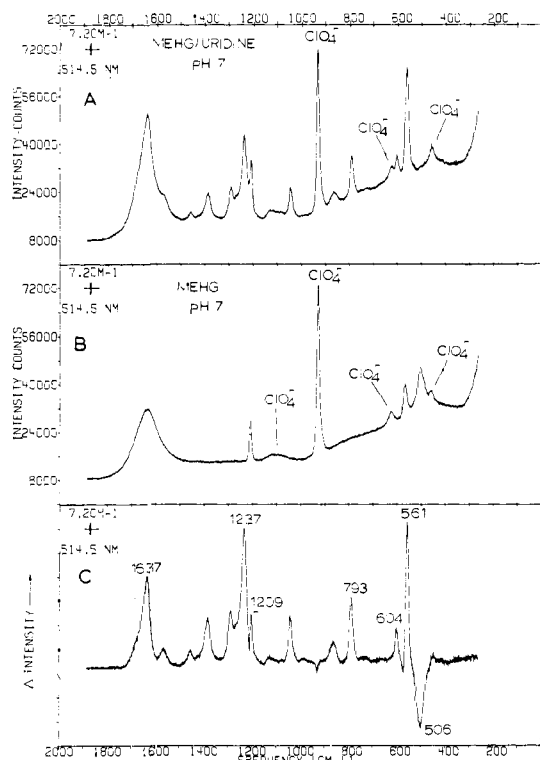 2000 1800 1600 1400 1200 1000 800 600 400 200
7.2CM-1
514.5 NM
MEHG/URIDINE
pH 7
ClO₄⁻
A
ClO₄⁻
ClO₄⁻
INTENSITY-COUNTS
72000
56000
40000
24000
8000
7.2CM-1
514.5 NM
MEHG
pH 7
ClO₄⁻
B
ClO₄⁻
ClO₄⁻
ClO₄⁻
INTENSITY COUNTS
72000
56000
40000
24000
8000
7.2CM-1
514.5 NM
C
1637
1237
1209
793
604
561
506
Δ INTENSITY
2000 1800 1600 1400 1200 1000 800 600 400 200
FREQUENCY